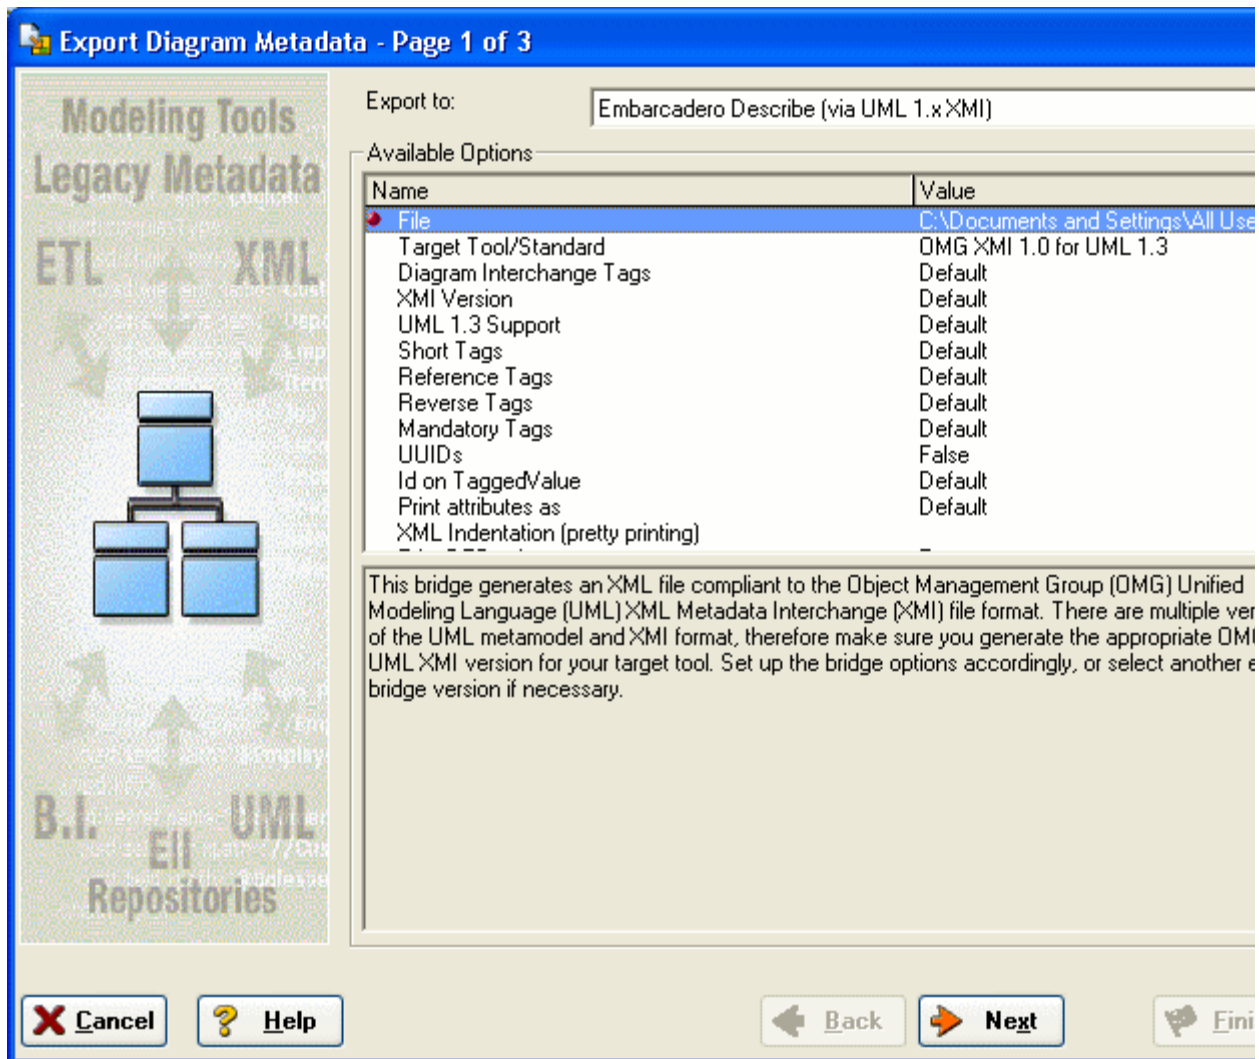 Export Diagram Metadata - Page 1 of 3
Modeling Tools
Legacy Metadata
ETL XML
B.I. UML
EII
Repositories
Export to: Embarcadero Describe (via UML 1.x XMI)
Available Options
Name Value
File C:\Documents and Settings\All Use
Target Tool/Standard OMG XMI 1.0 for UML 1.3
Diagram Interchange Tags Default
XMI Version Default
UML 1.3 Support Default
Short Tags Default
Reference Tags Default
Reverse Tags Default
Mandatory Tags Default
UUIDs False
Id on TaggedValue Default
Print attributes as Default
XML Indentation (pretty printing)
This bridge generates an XML file compliant to the Object Management Group (OMG) Unified
Modeling Language (UML) XML Metadata Interchange (XMI) file format. There are multiple ver
of the UML metamodel and XMI format, therefore make sure you generate the appropriate OMG
UML XMI version for your target tool. Set up the bridge options accordingly, or select another e
bridge version if necessary.
Cancel Help Back Next Fini